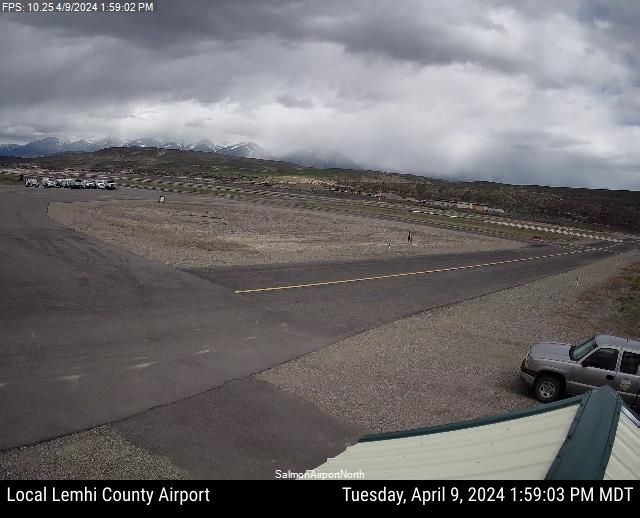 FPS: 10.25 4/9/2024 1:59:02 PM
SalmonAirportNorth
Local Lemhi County Airport
Tuesday, April 9, 2024 1:59:03 PM MDT